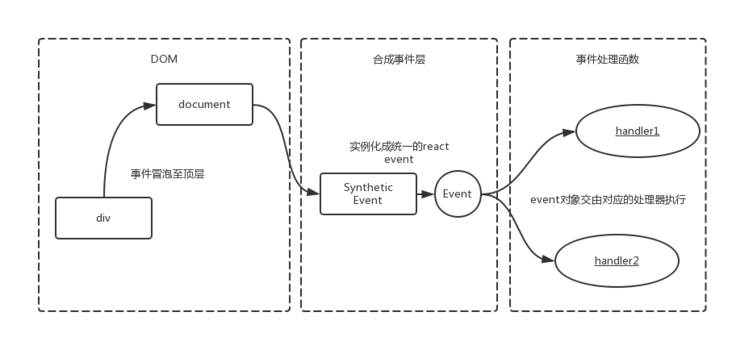 DOM
document
事件冒泡至顶层
div
合成事件层
实例化成统一的react
event
Synthetic
Event
Event
事件处理函数
handler1
event对象交由对应的处理器执行
handler2